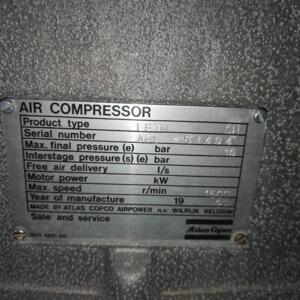 AIR COMPRESSOR
Product type
Serial number
Max. final pressure (e) bar
Interstage pressure(s) (e) bar 10
Free air delivery l/s
Motor power kW
Max. speed r/min 1500
Year of manufacture 19
MADE BY ATLAS COPCO AIRPOWER n.v. WILRIJK BELGIUM
Sale and service Atlas Copco